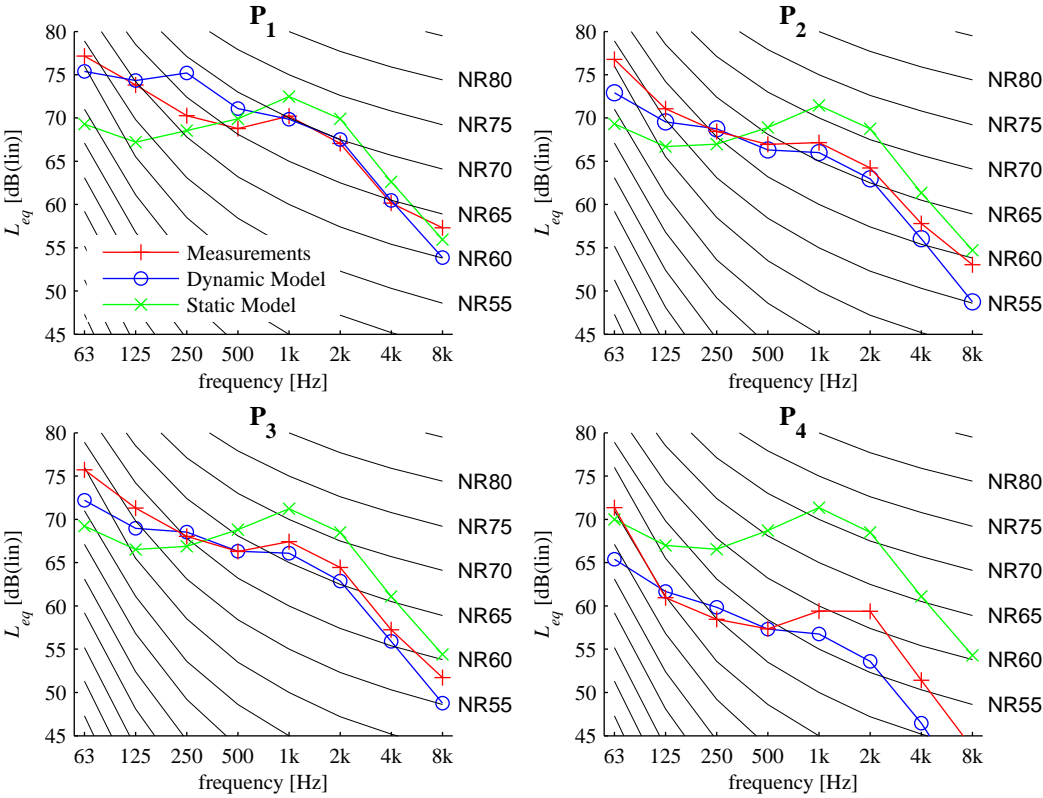 P1
80
75
70
65
60
55
50
45
Leq [dB(lin)]
NR80
NR75
NR70
NR65
NR60
NR55
Measurements
Dynamic Model
Static Model
63 125 250 500 1k 2k 4k 8k
frequency [Hz]
P2
80
75
70
65
60
55
50
45
Leq [dB(lin)]
NR80
NR75
NR70
NR65
NR60
NR55
63 125 250 500 1k 2k 4k 8k
frequency [Hz]
P3
80
75
70
65
60
55
50
45
Leq [dB(lin)]
NR80
NR75
NR70
NR65
NR60
NR55
63 125 250 500 1k 2k 4k 8k
frequency [Hz]
P4
80
75
70
65
60
55
50
45
Leq [dB(lin)]
NR80
NR75
NR70
NR65
NR60
NR55
63 125 250 500 1k 2k 4k 8k
frequency [Hz]